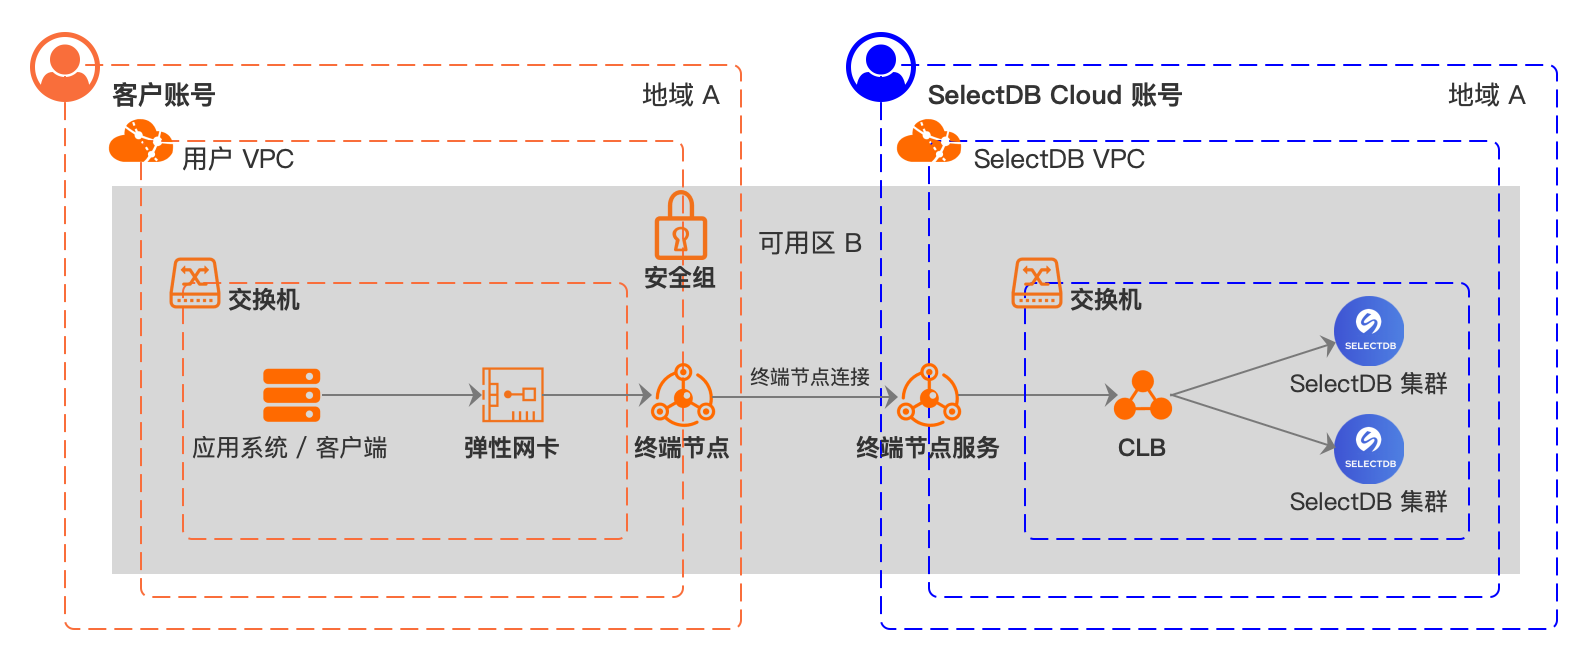 客户账号
地域 A
用户 VPC
SelectDB Cloud 账号
地域 A
SelectDB VPC
可用区 B
安全组
交换机
交换机
应用系统 / 客户端
弹性网卡
终端节点
终端节点连接
终端节点服务
CLB
SELECTDB
SelectDB 集群
SELECTDB
SelectDB 集群